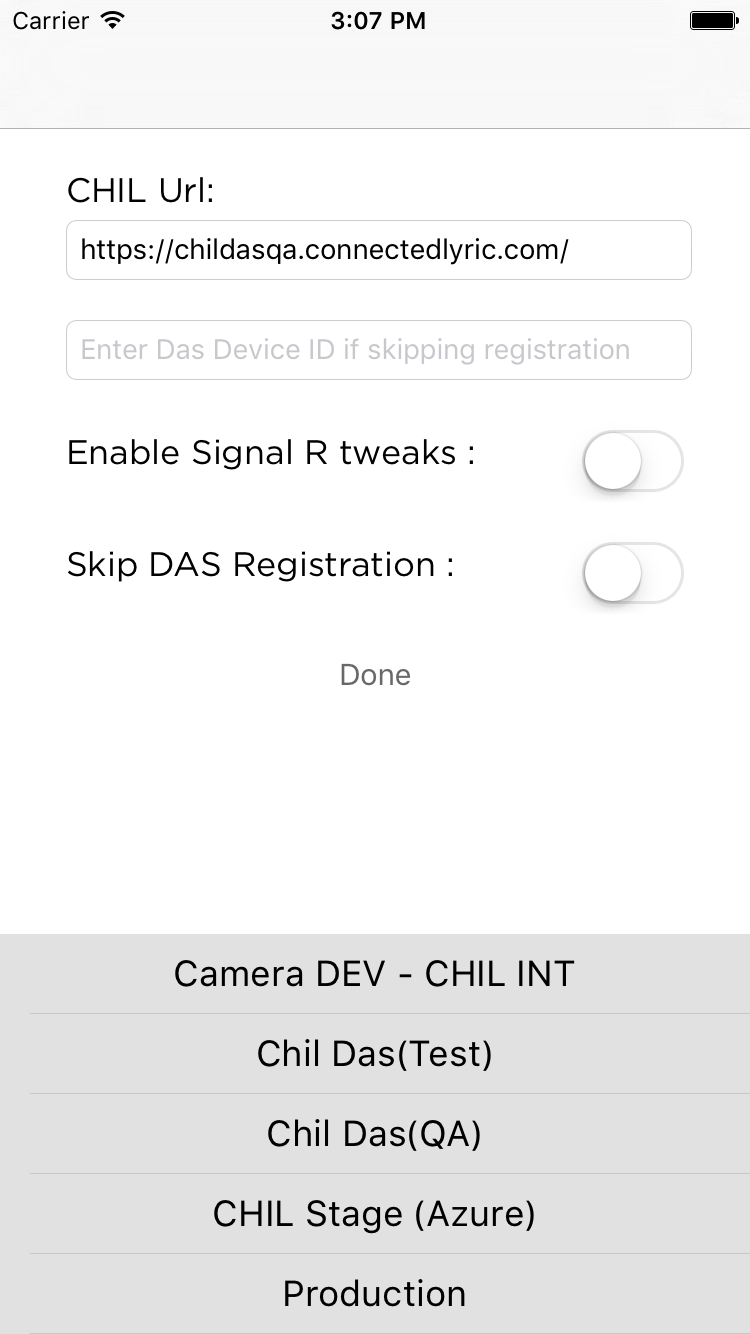 Carrier 3:07 PM
CHIL Url:
https://childasqa.connectedlyric.com/
Enter Das Device ID if skipping registration
Enable Signal R tweaks :
Skip DAS Registration :
Done
Camera DEV - CHIL INT
Chil Das(Test)
Chil Das(QA)
CHIL Stage (Azure)
Production